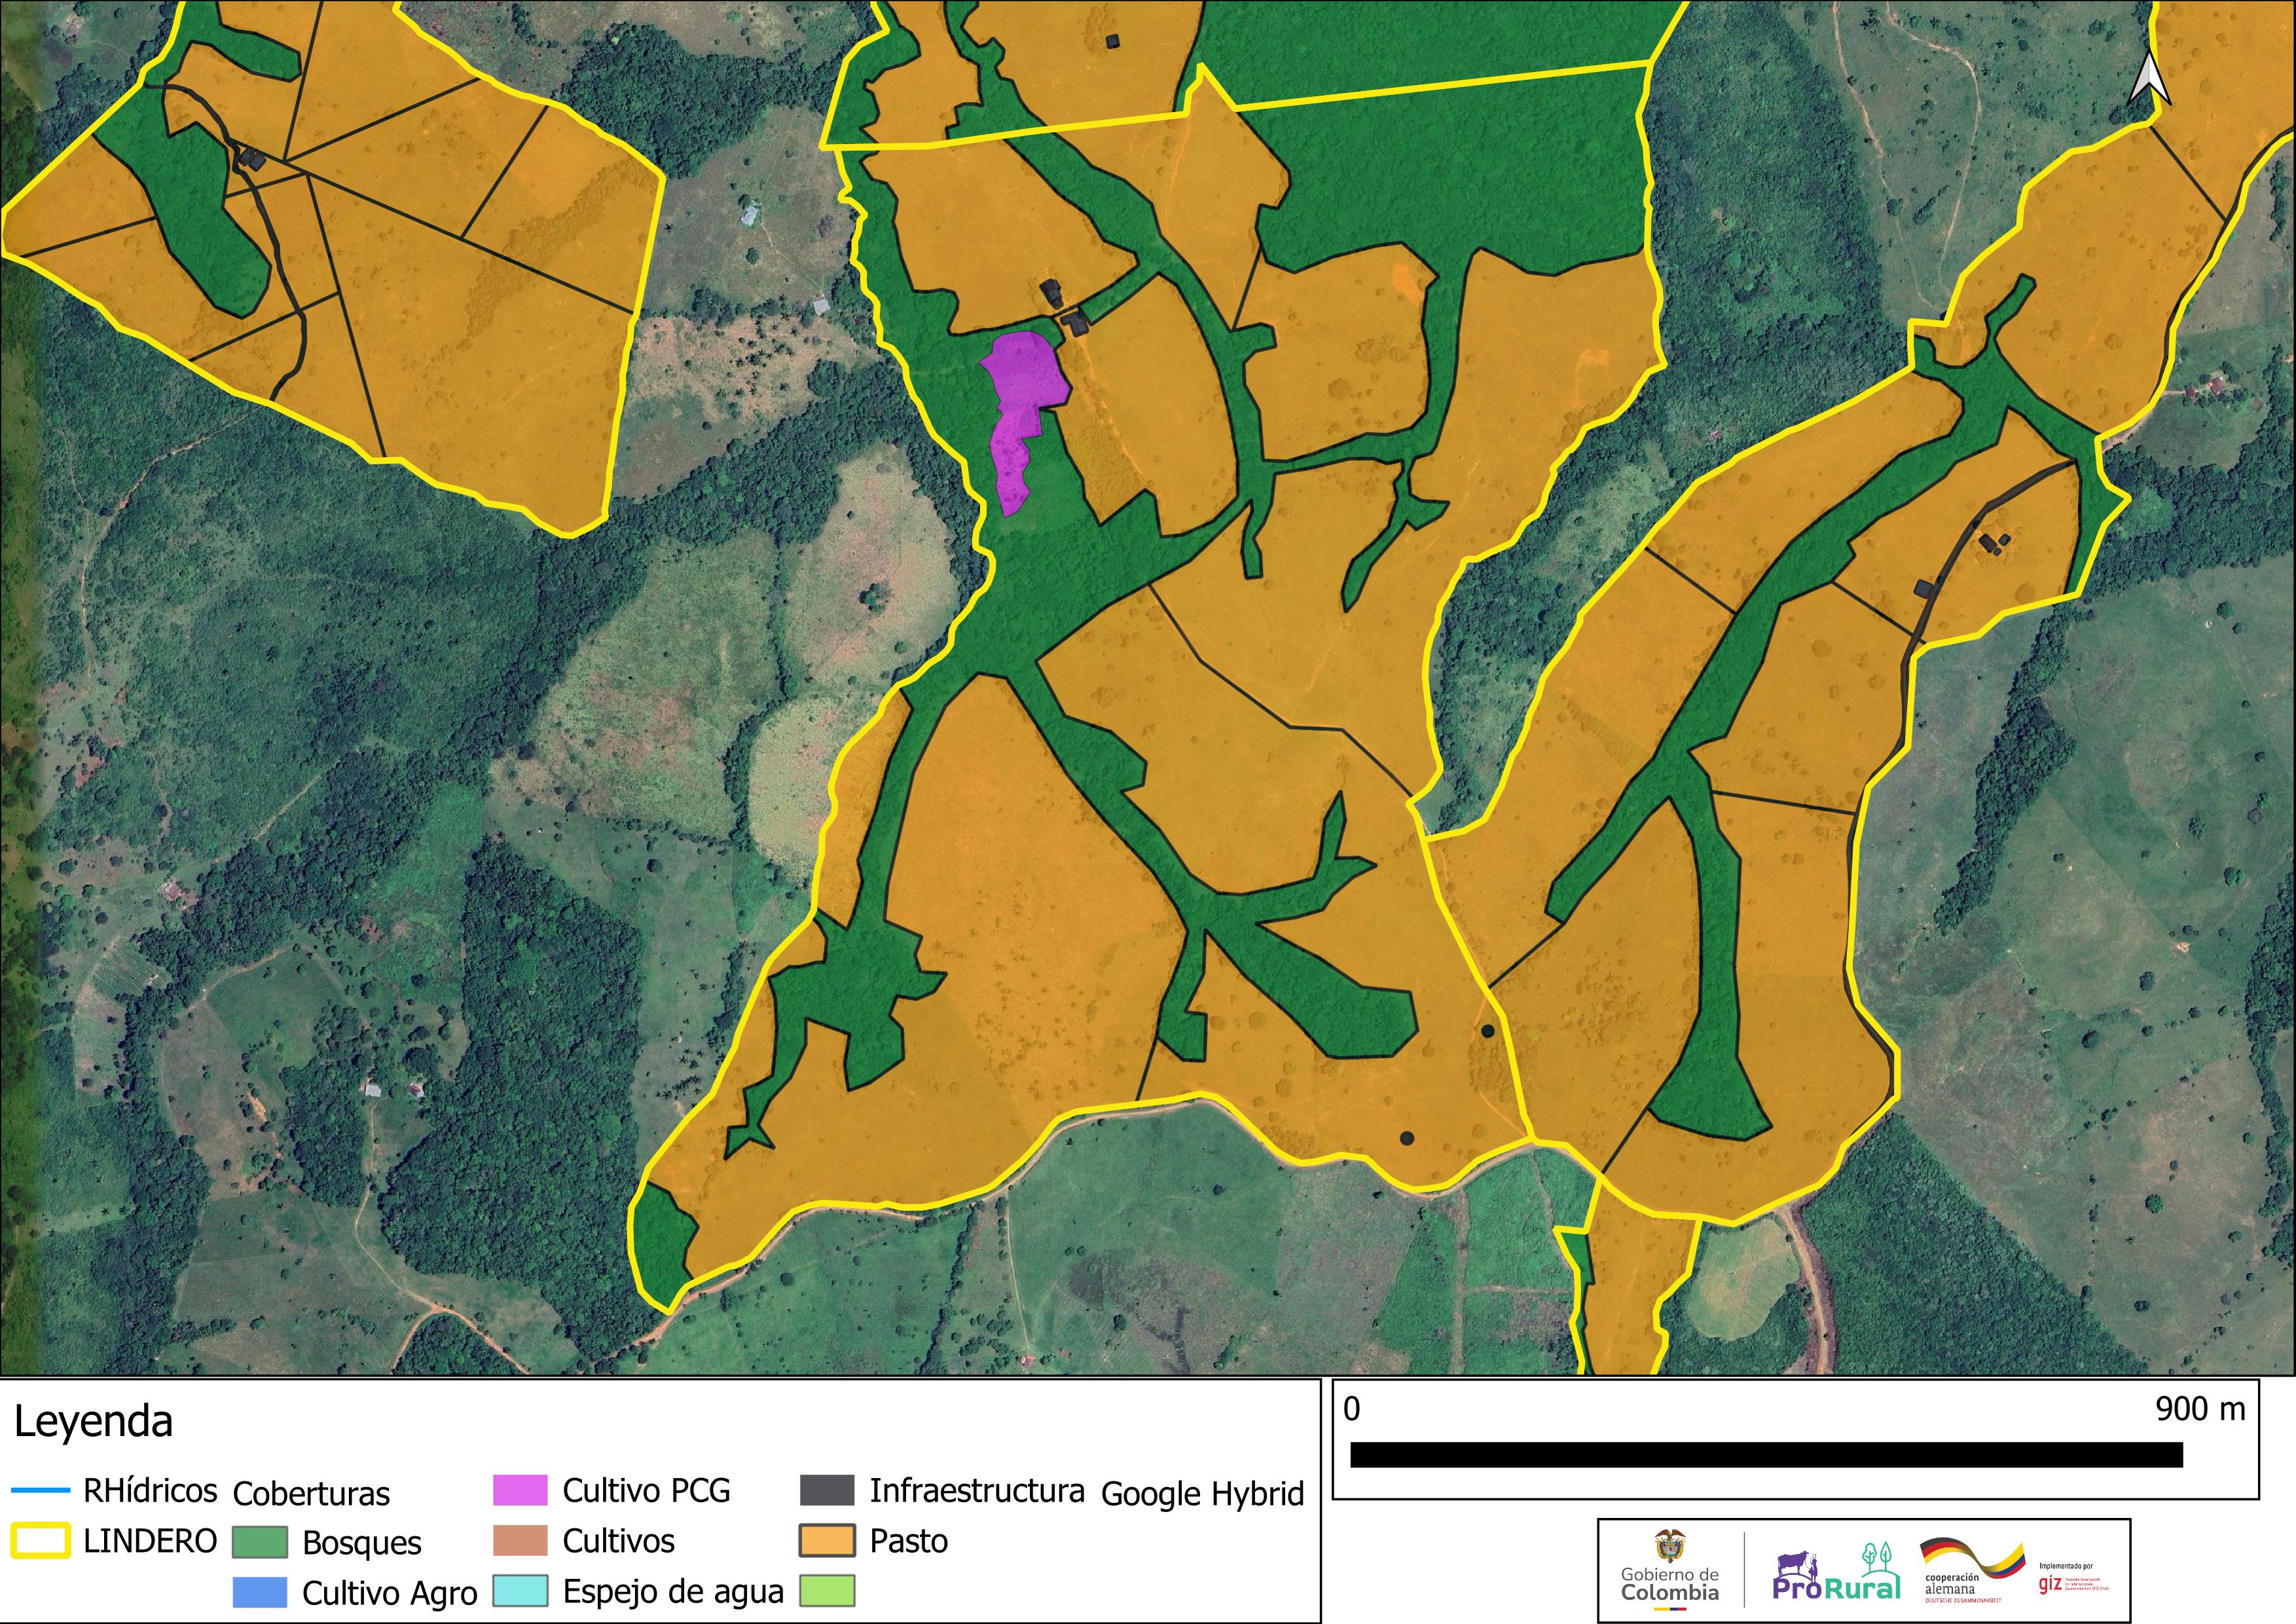 Leyenda
RHídricos
LINDERO
Coberturas
Bosques
Cultivo Agro
Cultivo PCG
Cultivos
Espejo de agua
Infraestructura
Pasto
Google Hybrid
0 900 m
Gobierno de
Colombia
ProRural
cooperación
alemana
DEUTSCHE ZUSAMMENARBEIT
Implementado por
giz